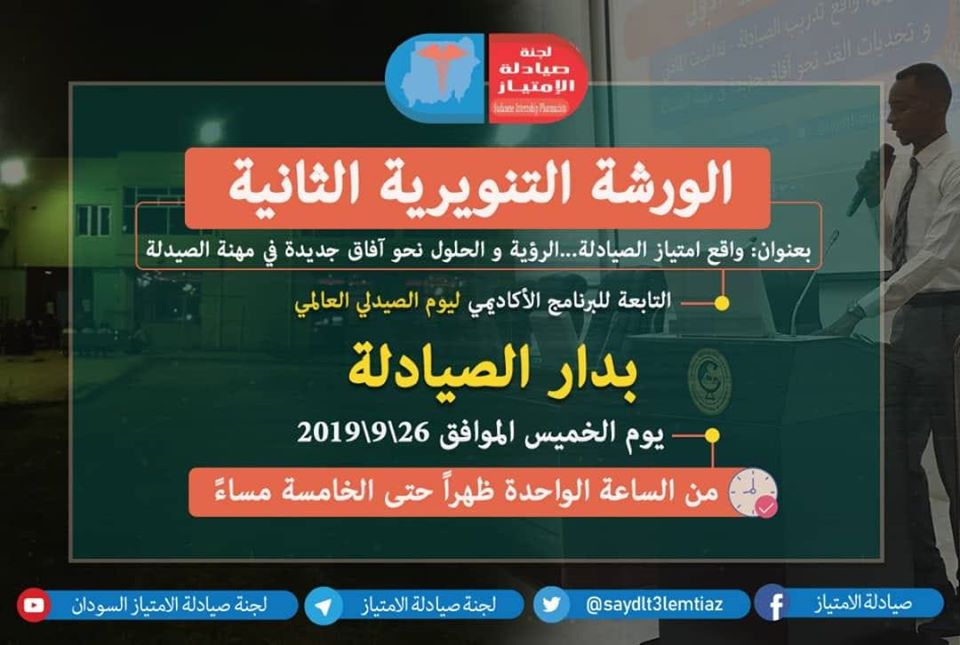 لجنة
صيادلة
الإمتياز
Sudanese Internship Pharmacists
الورشة التنويرية الثانية
بعنوان: واقع امتياز الصيادلة...الرؤية و الحلول نحو آفاق جديدة في مهنة الصيدلة
التابعة للبرنامج الأكاديمي ليوم الصيدلي العالمي
بدار الصيادلة
يوم الخميس الموافق 26\9\2019
من الساعة الواحدة ظهراً حتى الخامسة مساءً
صيادلة الامتياز
@saydlt3lemtiaz
لجنة صيادلة الامتياز
لجنة صيادلة الامتياز السودان